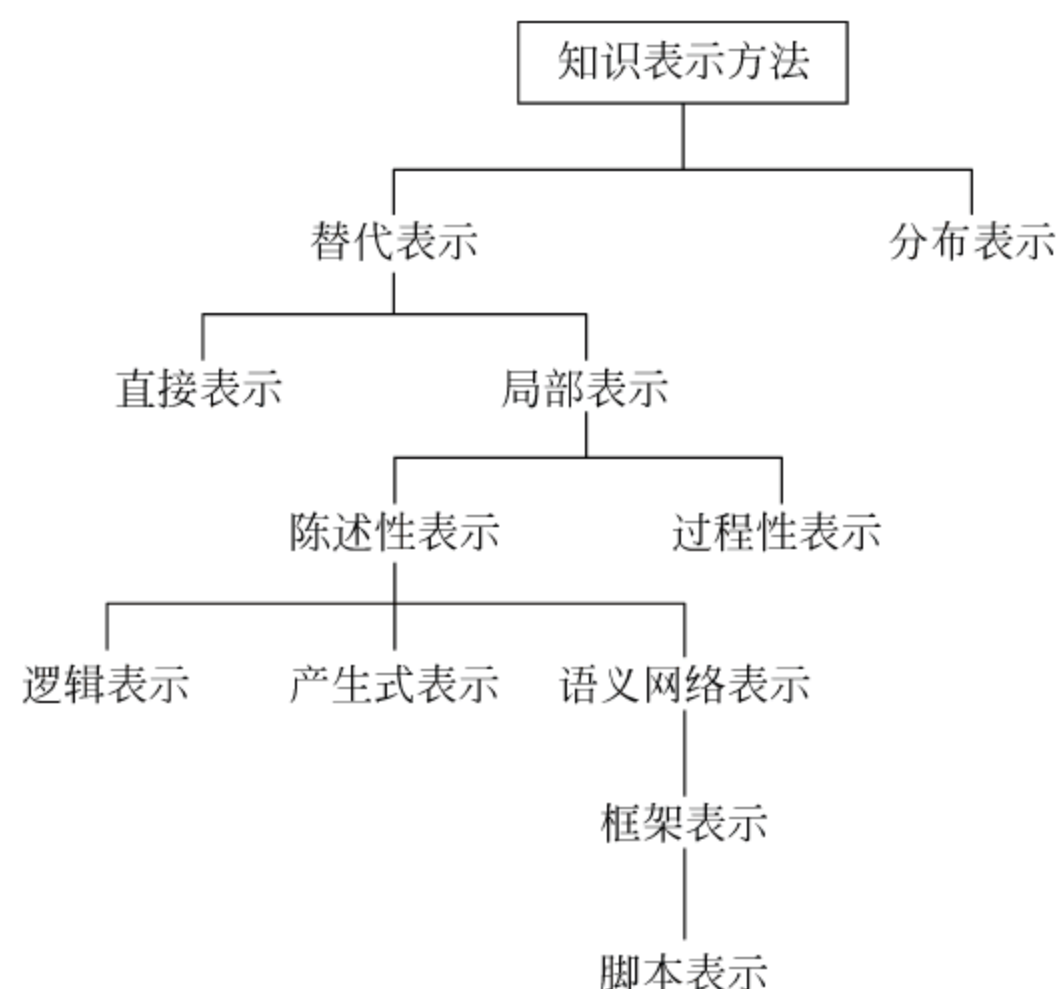 知识表示方法
替代表示
分布表示
直接表示
局部表示
陈述性表示
过程性表示
逻辑表示
产生式表示
语义网络表示
框架表示
脚本表示